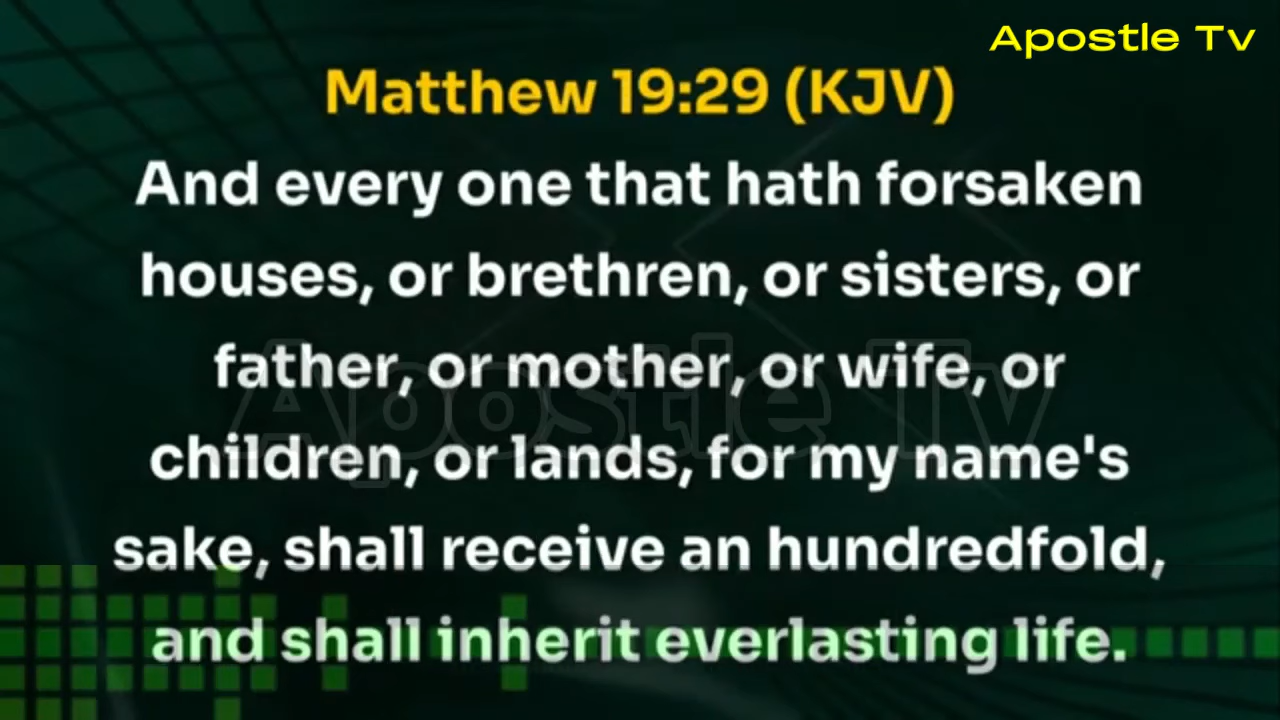 Apostle Tv
Matthew 19:29 (KJV)
And every one that hath forsaken
houses, or brethren, or sisters, or
father, or mother, or wife, or
Apostle Tv
children, or lands, for my name's
sake, shall receive an hundredfold,
and shall inherit everlasting life.